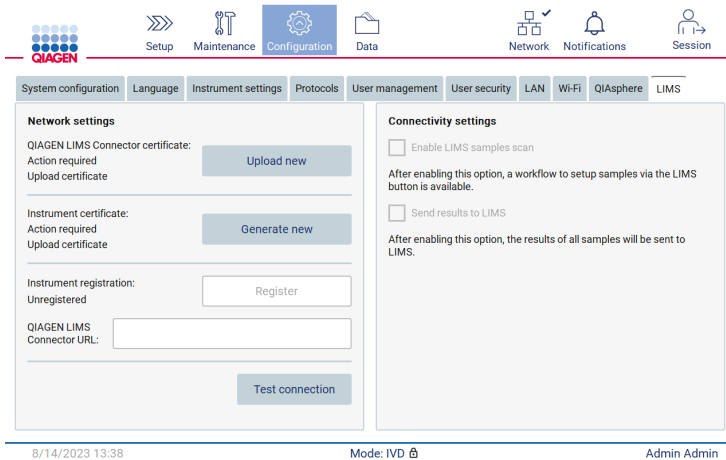 QIAGEN
Setup
Maintenance
Configuration
Data
Network
Notifications
Session
System configuration
Language
Instrument settings
Protocols
User management
User security
LAN
Wi-Fi
QIAsphere
LIMS
Network settings
QIAGEN LIMS Connector certificate:
Action required
Upload certificate
Upload new
Instrument certificate:
Action required
Upload certificate
Generate new
Instrument registration:
Unregistered
Register
QIAGEN LIMS
Connector URL:
Test connection
Connectivity settings
Enable LIMS samples scan
After enabling this option, a workflow to setup samples via the LIMS
button is available.
Send results to LIMS
After enabling this option, the results of all samples will be sent to
LIMS.
8/14/2023 13:38
Mode: IVD
Admin Admin